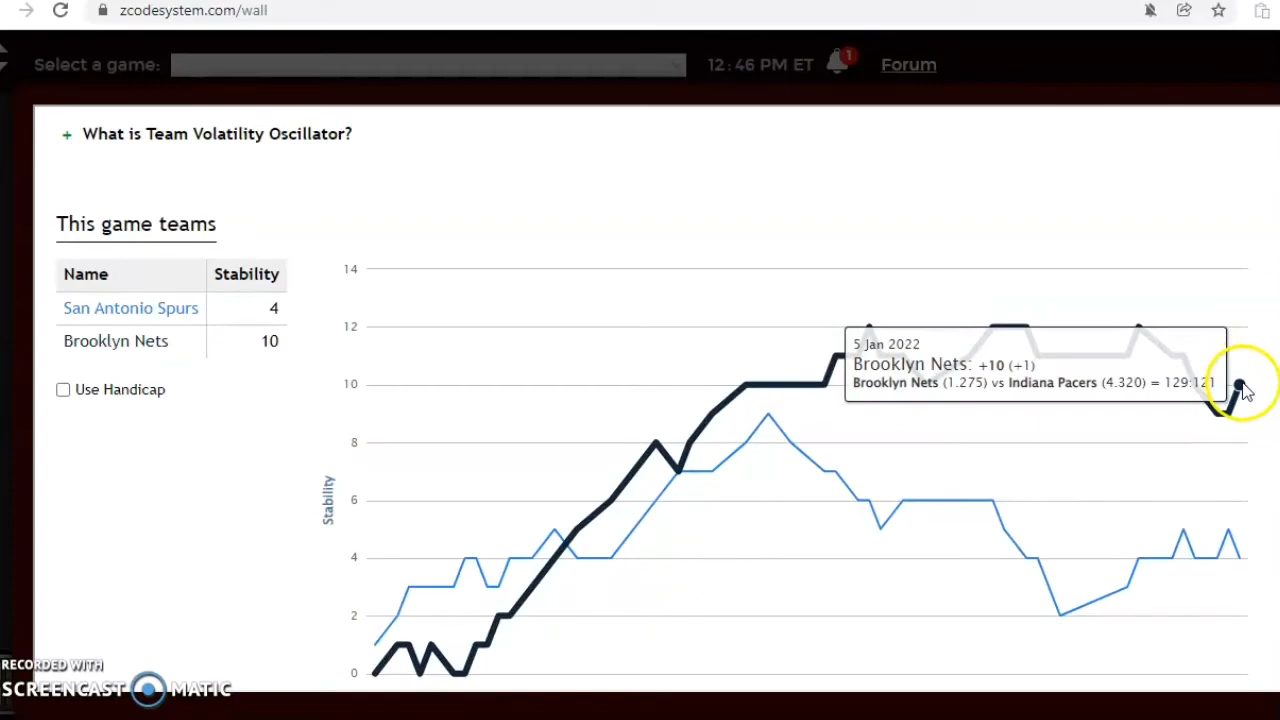 zcodesystem.com/wall
Select a game:
12:46 PM ET
1
Forum
+ What is Team Volatility Oscillator?
This game teams
Name Stability
San Antonio Spurs 4
Brooklyn Nets 10
Use Handicap
Stability
14
12
10
8
6
4
2
0
5 Jan 2022
Brooklyn Nets: +10 (+1)
Brooklyn Nets (1.275) vs Indiana Pacers (4.320) = 129:121
RECORDED WITH
SCREENCAST MATIC